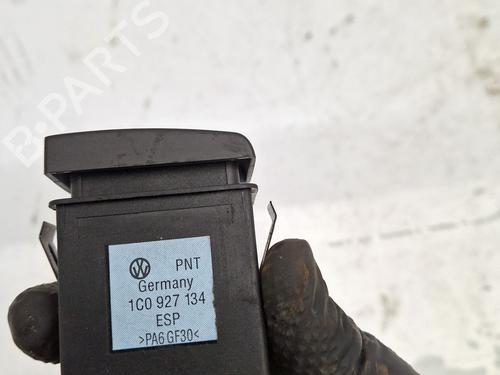 B-PARTS
PNT
Germany
1C0 927 134
ESP
>PA6 GF30<